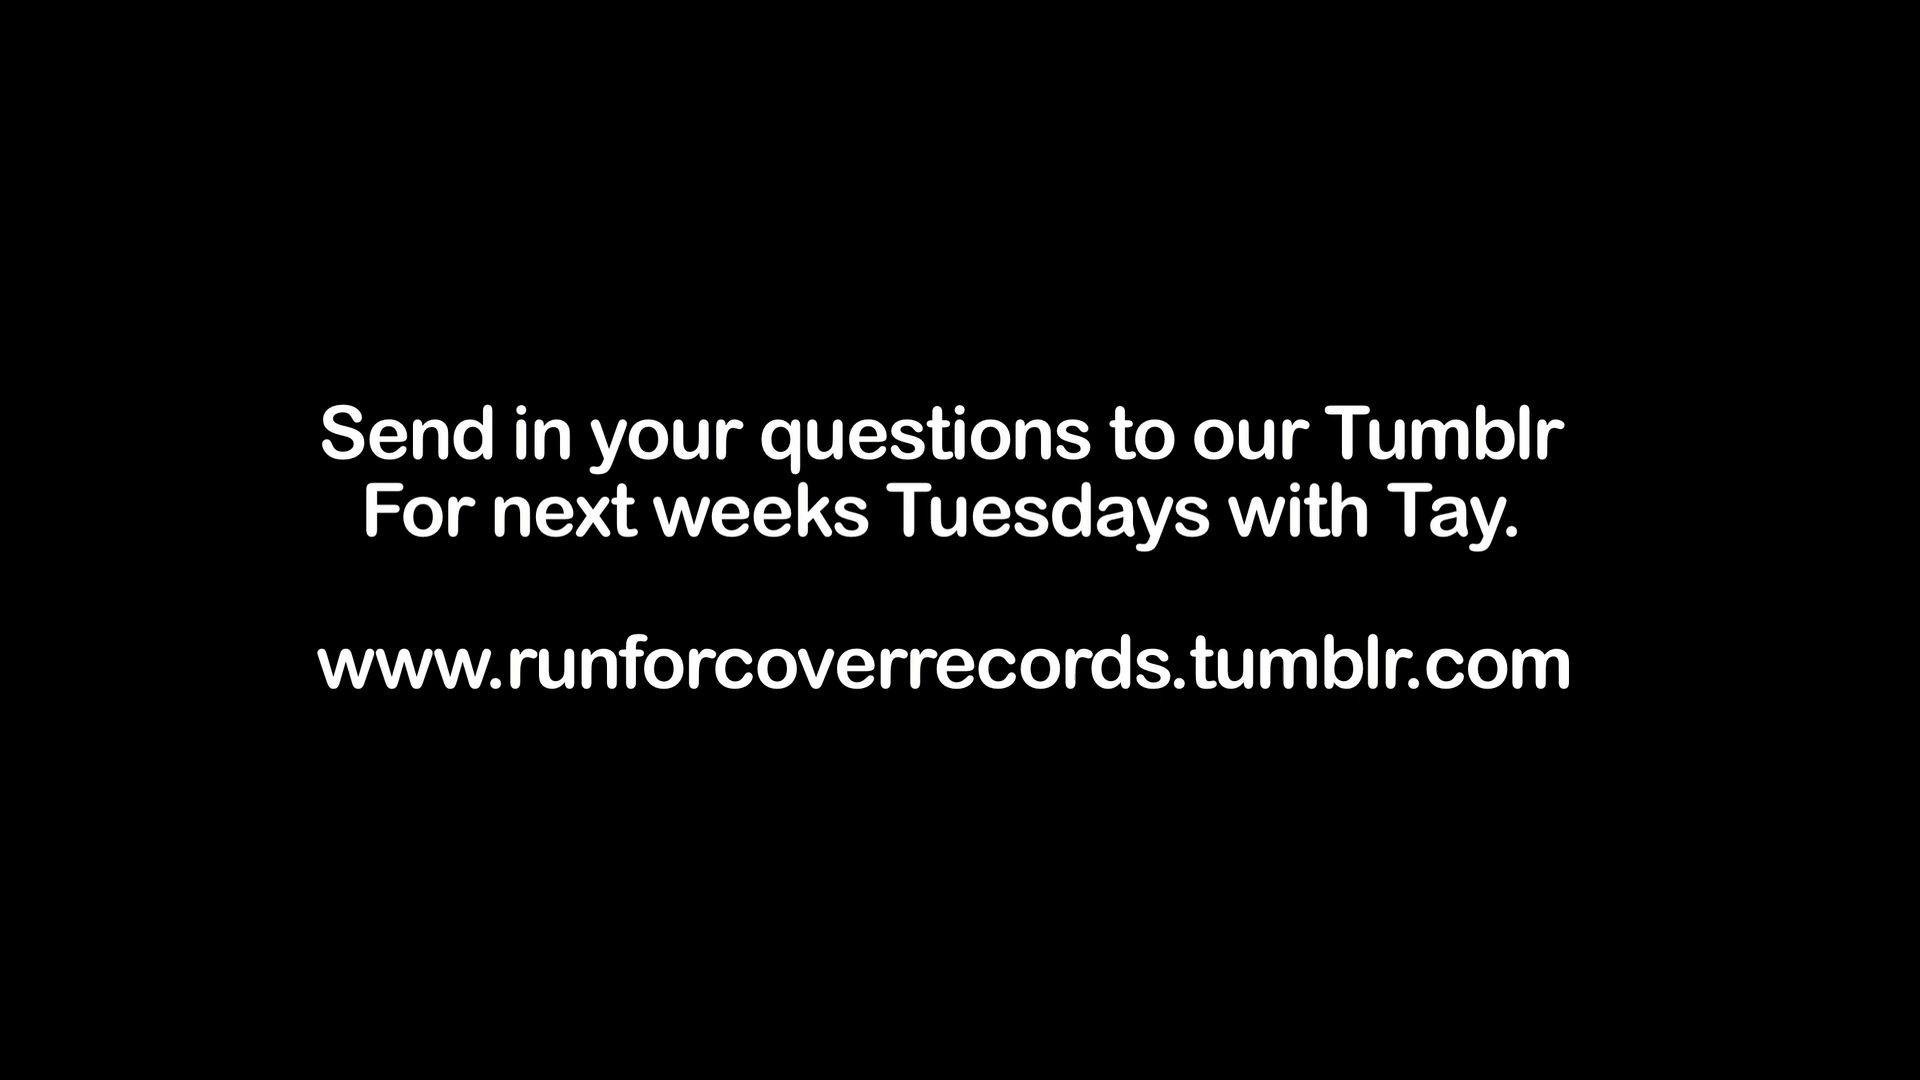 Send in your questions to our Tumblr
For next weeks Tuesdays with Tay.
www.runforcoverrecords.tumblr.com